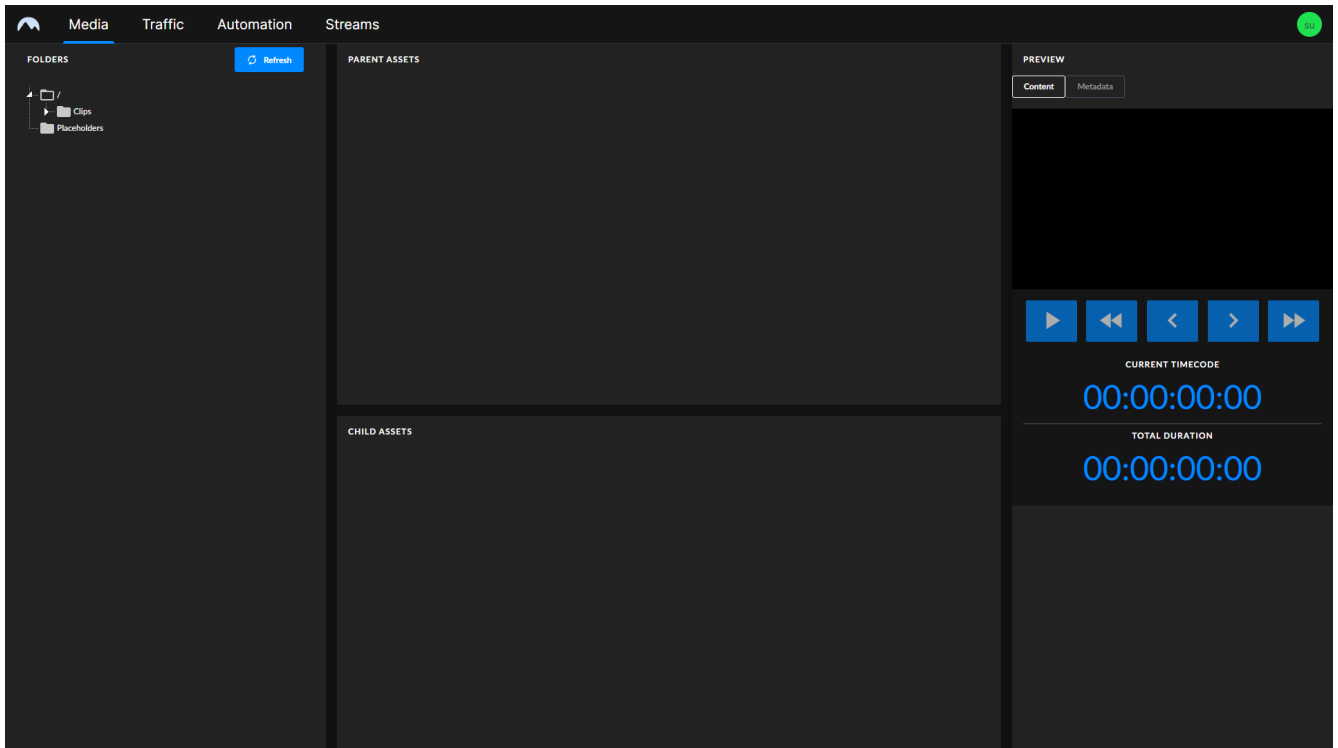 Media Traffic Automation Streams su
FOLDERS Refresh
/
Clips
Placeholders
PARENT ASSETS
CHILD ASSETS
PREVIEW
Content Metadata
CURRENT TIMECODE
00:00:00:00
TOTAL DURATION
00:00:00:00